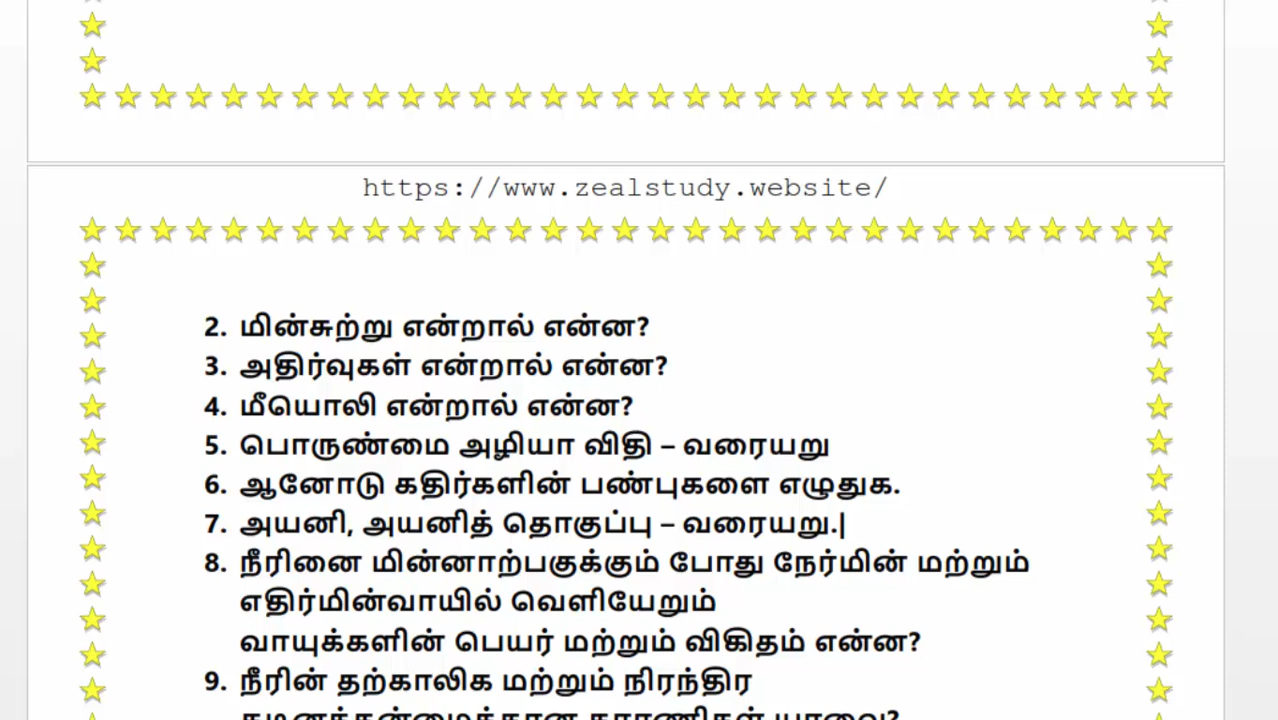 https://www.zealstudy.website/
2. மின்சுற்று என்றால் என்ன?
3. அதிர்வுகள் என்றால் என்ன?
4. மீயொலி என்றால் என்ன?
5. பொருண்மை அழியா விதி – வரையறு
6. ஆனோடு கதிர்களின் பண்புகளை எழுதுக.
7. அயனி, அயனித் தொகுப்பு – வரையறு.
8. நீரினை மின்னாற்பகுக்கும் போது நேர்மின் மற்றும்
எதிர்மின்வாயில் வெளியேறும்
வாயுக்களின் பெயர் மற்றும் விகிதம் என்ன?
9. நீரின் தற்காலிக மற்றும் நிரந்திர